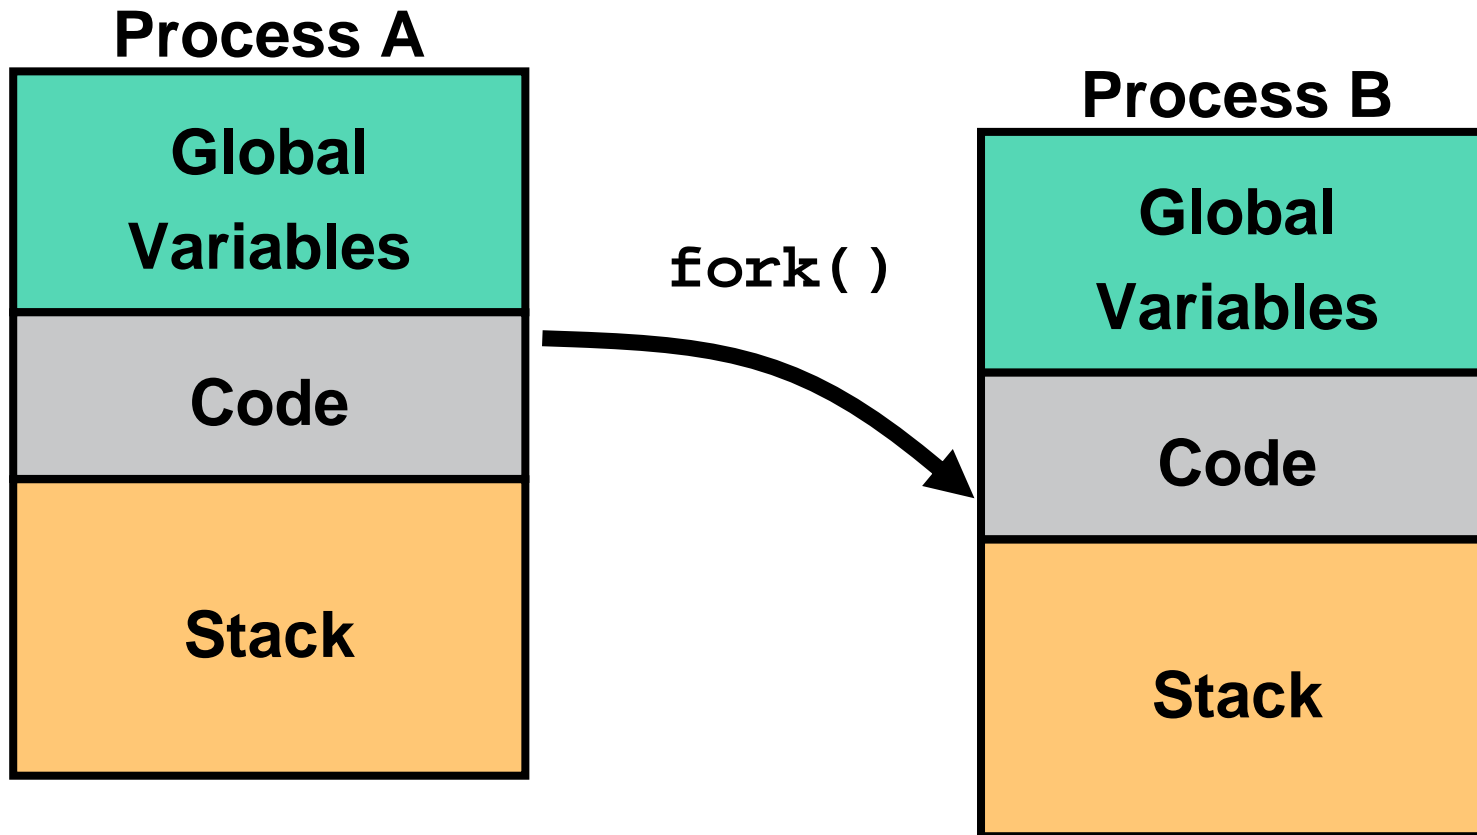 Process A
Global
Variables
Code
Stack
fork()
Process B
Global
Variables
Code
Stack